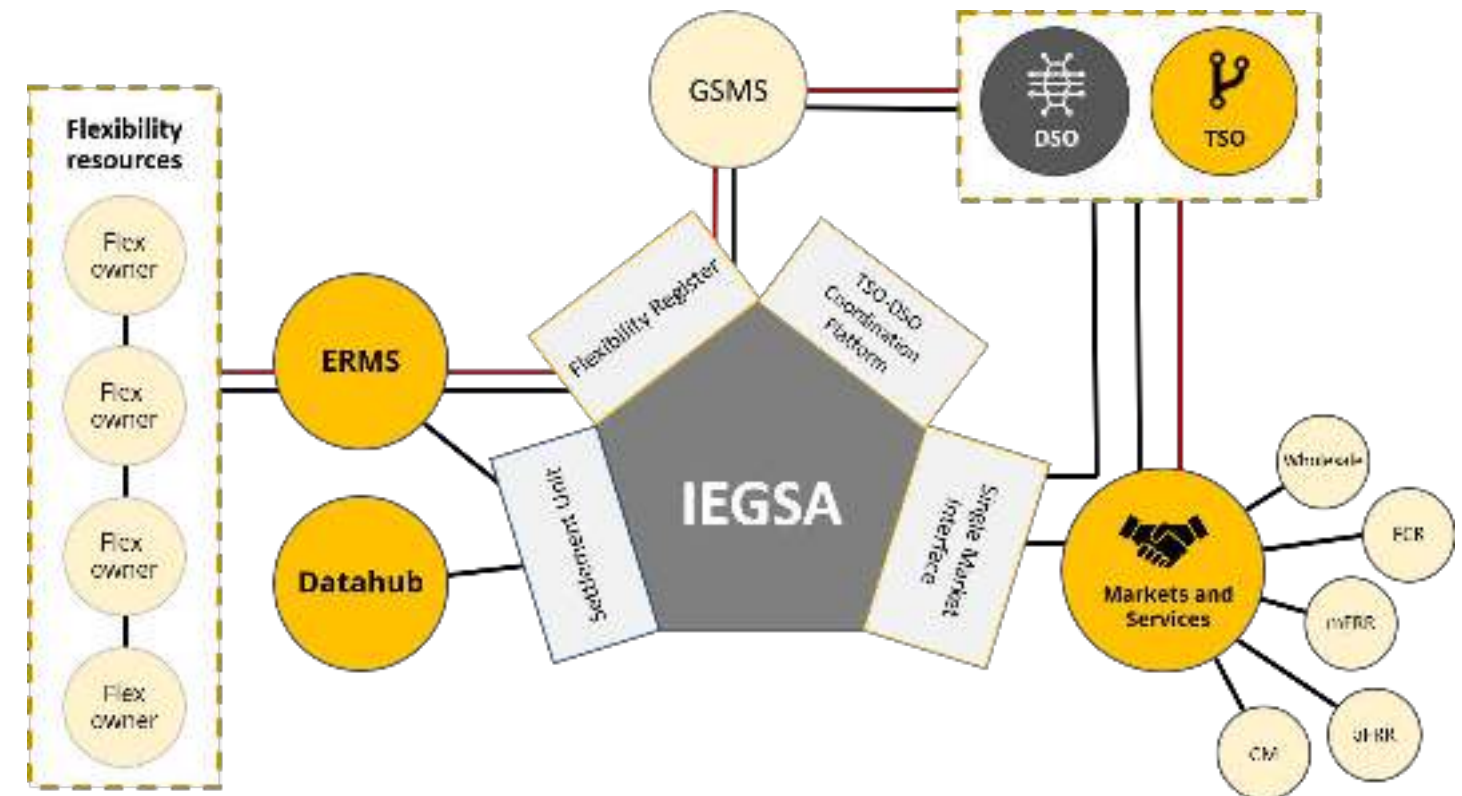 GSMS
DSO
TSO
Flexibility
resources
Flex
owner
Flex
owner
Flex
owner
Flex
owner
ERMS
Datahub
Flexibility Register
TSO-DSO
Coordination
Platform
Settlement Unit
IEGSA
Single Market
Interface
Markets and
Services
Wholesale
FCR
mFRR
aFRR
CM